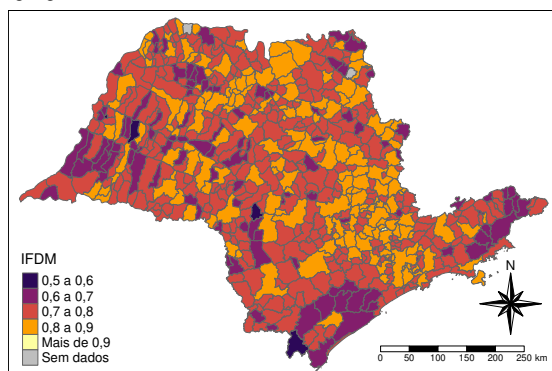 IFDM
0,5 a 0,6
0,6 a 0,7
0,7 a 0,8
0,8 a 0,9
Mais de 0,9
Sem dados
N
0 50 100 150 200 250 km